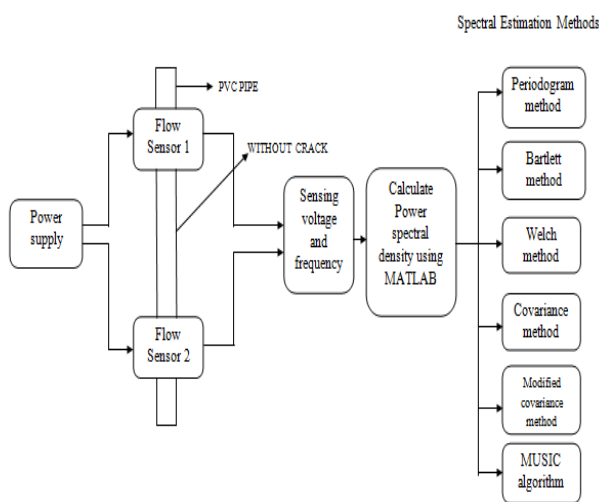 Spectral Estimation Methods
PVC PIPE
Flow
Sensor 1
WITHOUT CRACK
Power
supply
Flow
Sensor 2
Sensing
voltage
and
frequency
Calculate
Power
spectral
density using
MATLAB
Periodogram
method
Bartlett
method
Welch
method
Covariance
method
Modified
covariance
method
MUSIC
algorithm